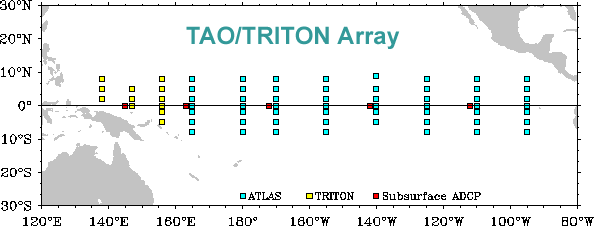 30°N
TAO/TRITON Array
20°N
10°N
0°
10°S
20°S
ATLAS TRITON Subsurface ADCP
30°S
120°E 140°E 160°E 180° 160°W 140°W 120°W 100°W 80°W